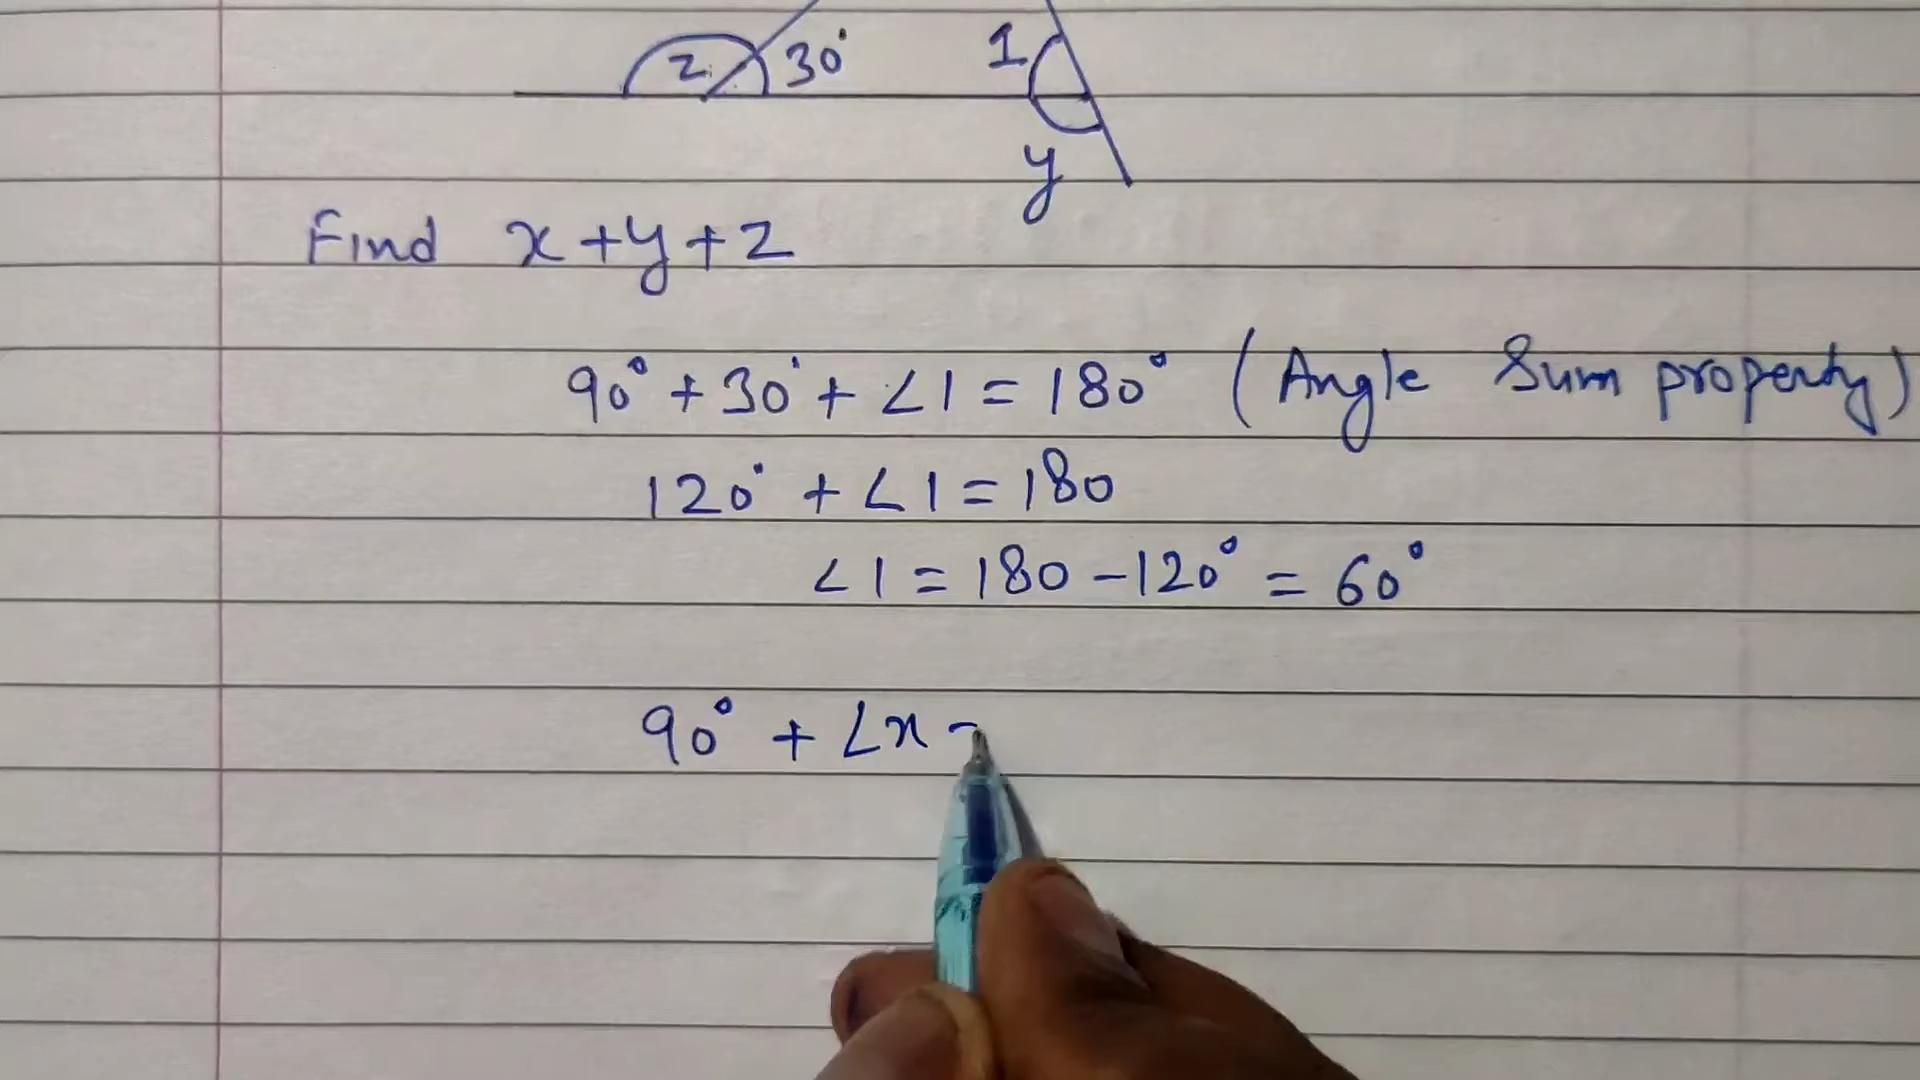 z 30° 1
y
Find x+y+z
90° + 30° + ∠1 = 180° (Angle Sum property)
120° + ∠1 = 180
∠1 = 180 - 120° = 60°
90° + ∠x =